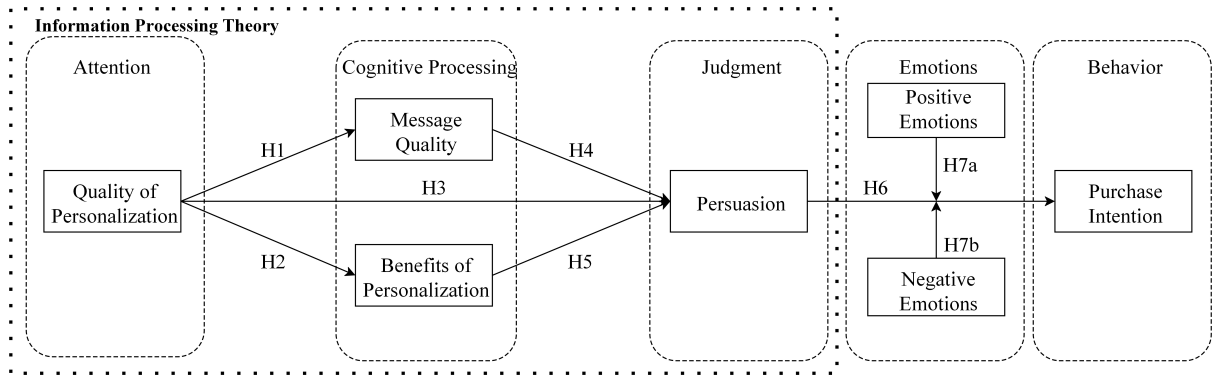 Information Processing Theory
Attention
Cognitive Processing
Judgment
Emotions
Behavior
Positive
Emotions
Message
Quality
H1
H4
H7a
Quality of
Personalization
H3
Persuasion
H6
Purchase
Intention
H2
H5
H7b
Benefits of
Personalization
Negative
Emotions